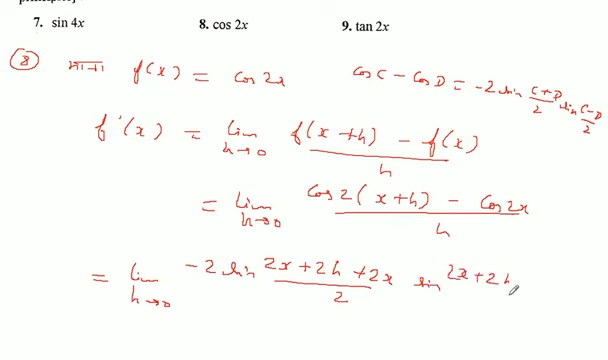 7. sin 4x 8. cos 2x 9. tan 2x
(8) माना f(x) = cos 2x cos C - cos D = -2 sin (C+D)/2 sin (C-D)/2
f'(x) = lim h→0 (f(x+h) - f(x))/h
= lim h→0 (cos 2(x+h) - cos 2x)/h
= lim h→0 -2 sin (2x+2h+2x)/2 sin 2x+2h